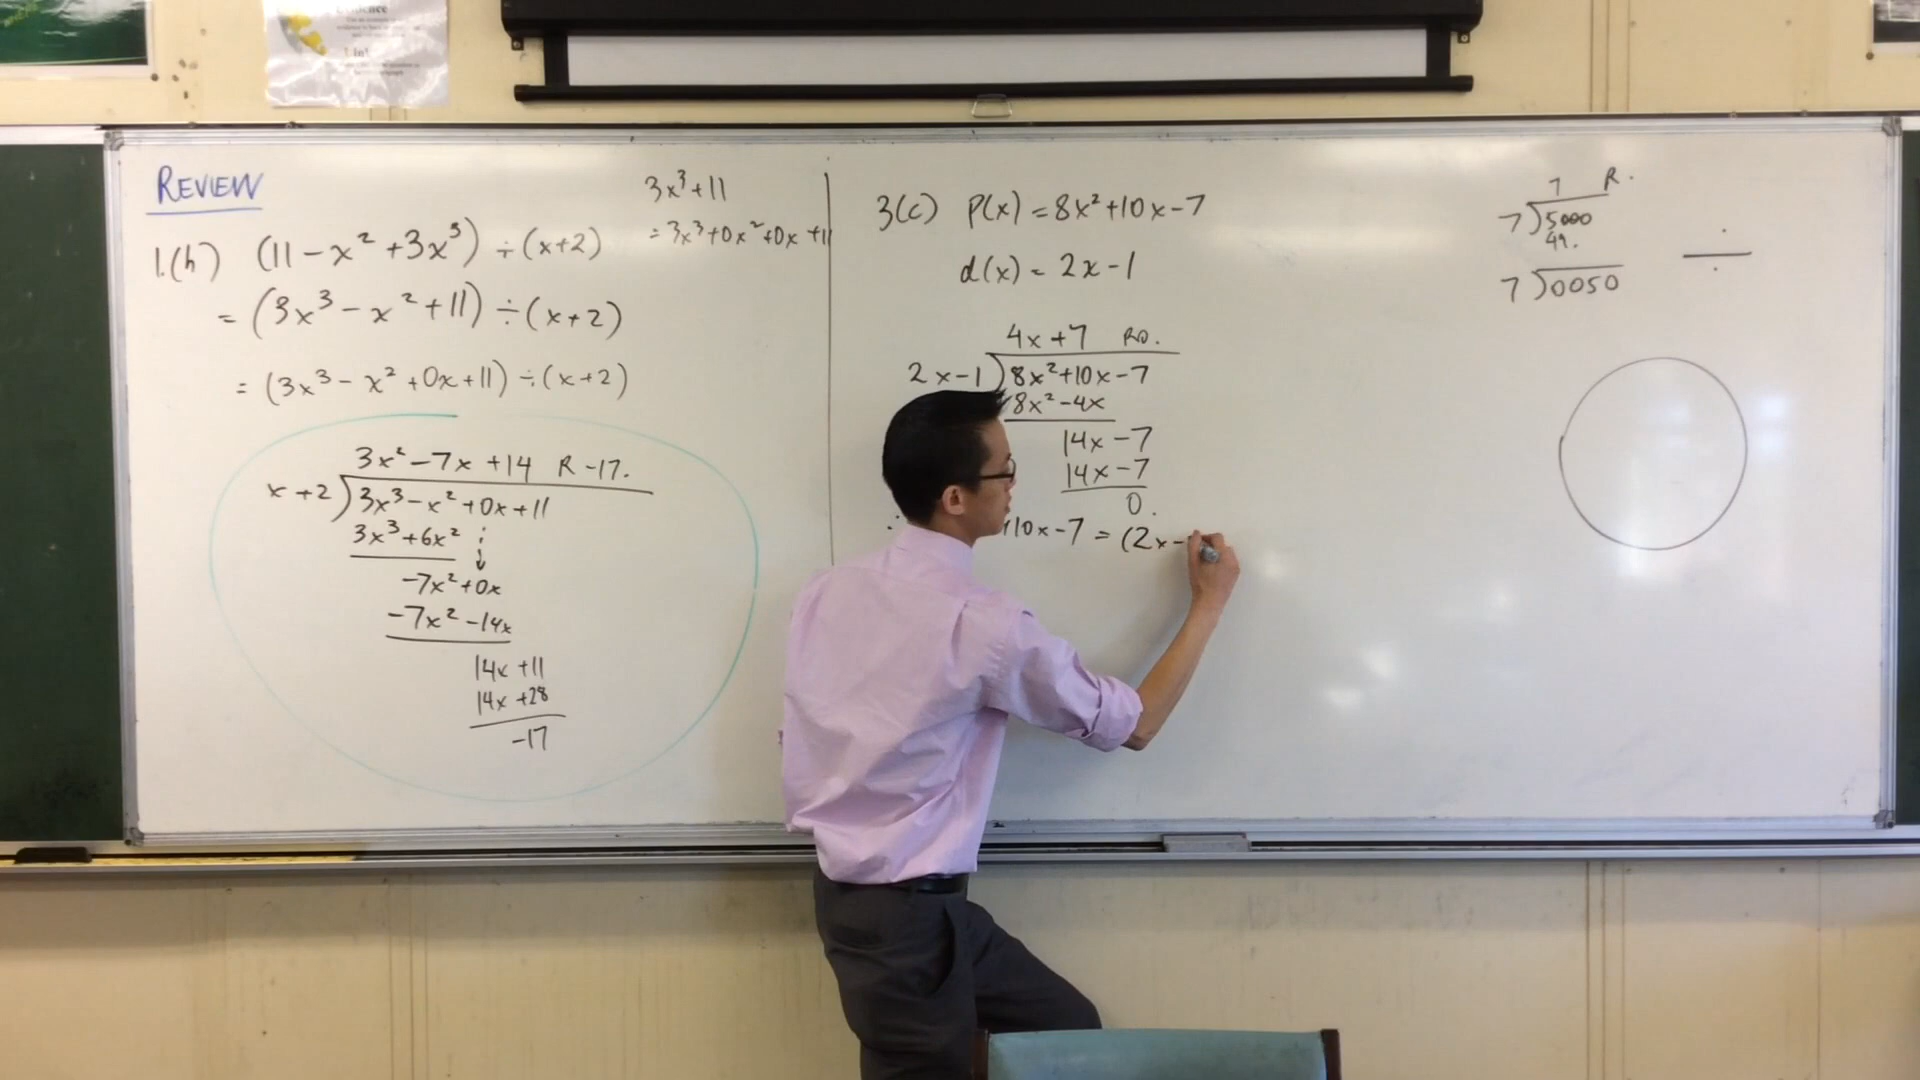 REVIEW
1.(h) (11 - x² + 3x³) ÷ (x+2)
= (3x³ - x² + 11) ÷ (x+2)
= (3x³ - x² + 0x + 11) ÷ (x+2)
3x² - 7x + 14 R -17.
x + 2 ) 3x³ - x² + 0x + 11
3x³ + 6x²
-7x² + 0x
-7x² - 14x
14x + 11
14x + 28
-17
3x³ + 11
= 3x³ + 0x² + 0x + 11
3(c) P(x) = 8x² + 10x - 7
d(x) = 2x - 1
4x + 7 R0.
2x - 1 ) 8x² + 10x - 7
8x² - 4x
14x - 7
14x - 7
0.
∴ +10x - 7 = (2x -
7 R.
7 ) 5000
49.
7 ) 0050
÷